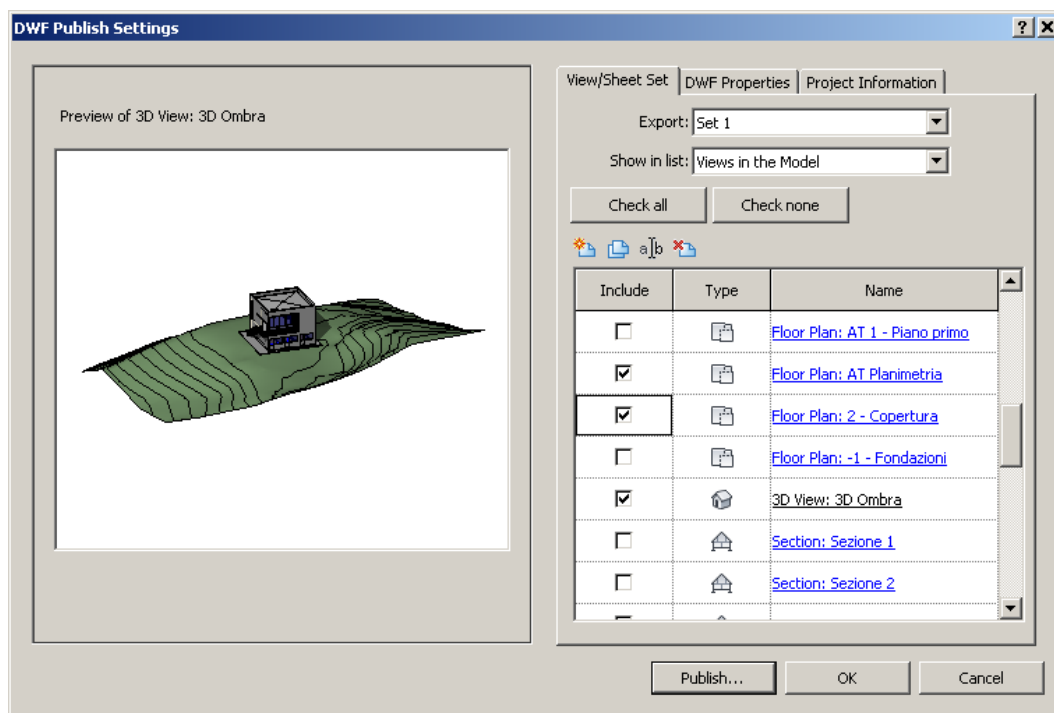 DWF Publish Settings
Preview of 3D View: 3D Ombra
View/Sheet Set
DWF Properties
Project Information
Export: Set 1
Show in list: Views in the Model
Check all
Check none
a b
Include Type Name
Floor Plan: AT 1 - Piano primo
Floor Plan: AT Planimetria
Floor Plan: 2 - Copertura
Floor Plan: -1 - Fondazioni
3D View: 3D Ombra
Section: Sezione 1
Section: Sezione 2
Publish...
OK
Cancel